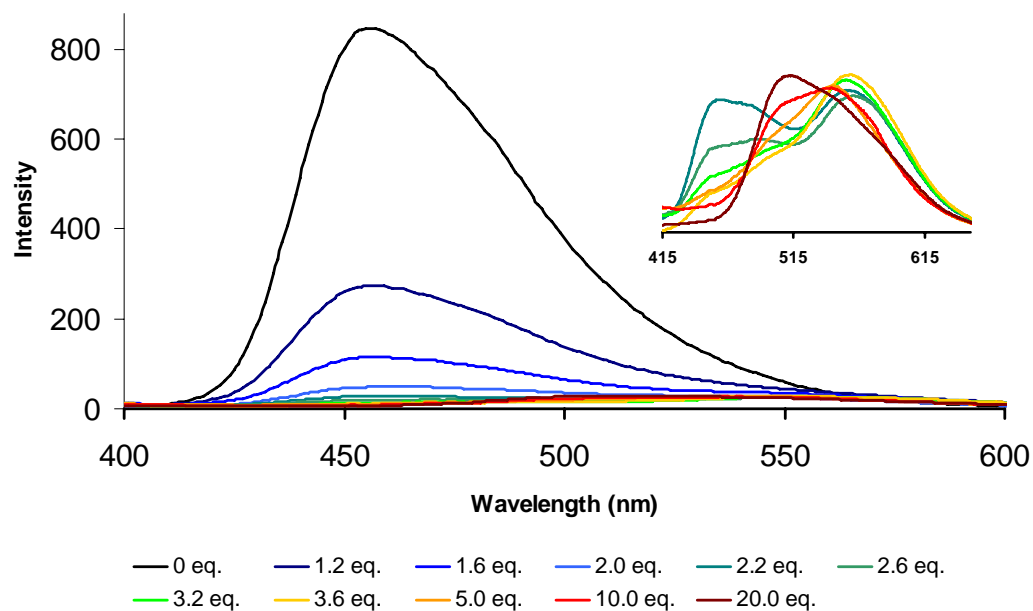 800
600
400
200
0
Intensity
415 515 615
400 450 500 550 600
Wavelength (nm)
0 eq. 1.2 eq. 1.6 eq. 2.0 eq. 2.2 eq. 2.6 eq.
3.2 eq. 3.6 eq. 5.0 eq. 10.0 eq. 20.0 eq.